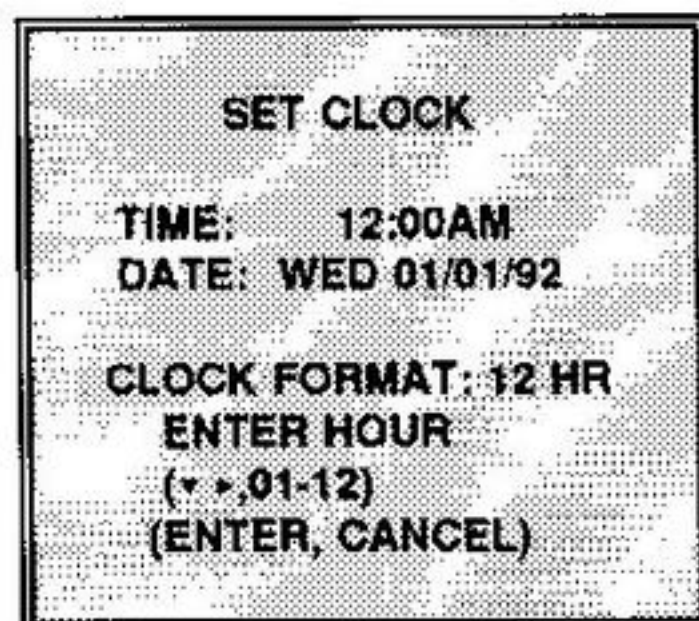 SET CLOCK
TIME: 12:00AM
DATE: WED 01/01/92
CLOCK FORMAT: 12 HR
ENTER HOUR
(▼ ►,01-12)
(ENTER, CANCEL)